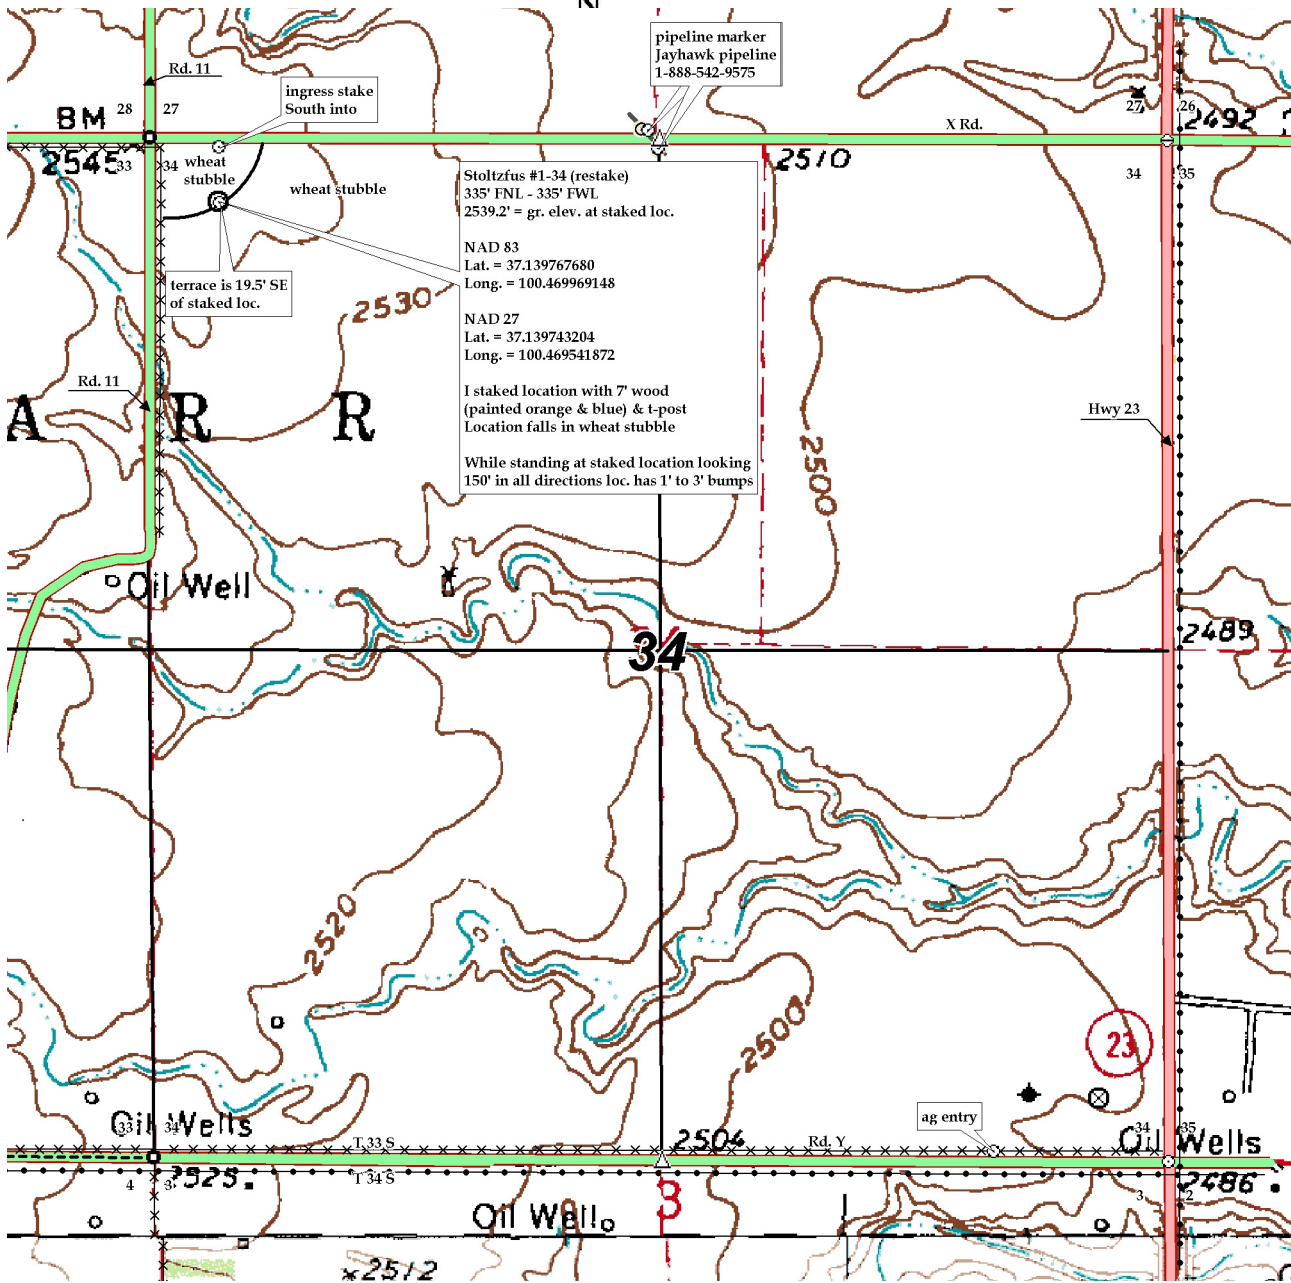 N
pipeline marker
Jayhawk pipeline
1-888-542-9575
Rd. 11
ingress stake
South into
28 27
BM
27 26
2492
X Rd.
2545
33 34
wheat
stubble
wheat stubble
2510
34 35
Stoltzfus #1-34 (restake)
335' FNL - 335' FWL
2539.2' = gr. elev. at staked loc.
NAD 83
Lat. = 37.139767680
Long. = 100.469969148
NAD 27
Lat. = 37.139743204
Long. = 100.469541872
I staked location with 7' wood
(painted orange & blue) & t-post
Location falls in wheat stubble
While standing at staked location looking
150' in all directions loc. has 1' to 3' bumps
terrace is 19.5' SE
of staked loc.
2530
Rd. 11
A R R
Hwy 23
2500
Oil Well
34
2489
2520
2500
23
ag entry
Oil Wells
33 34
T 33 S
2504
Rd. Y
34 35
Oil Wells
T 34 S
4 3
2525.
3
3 2
2486.
Oil Well
x2512